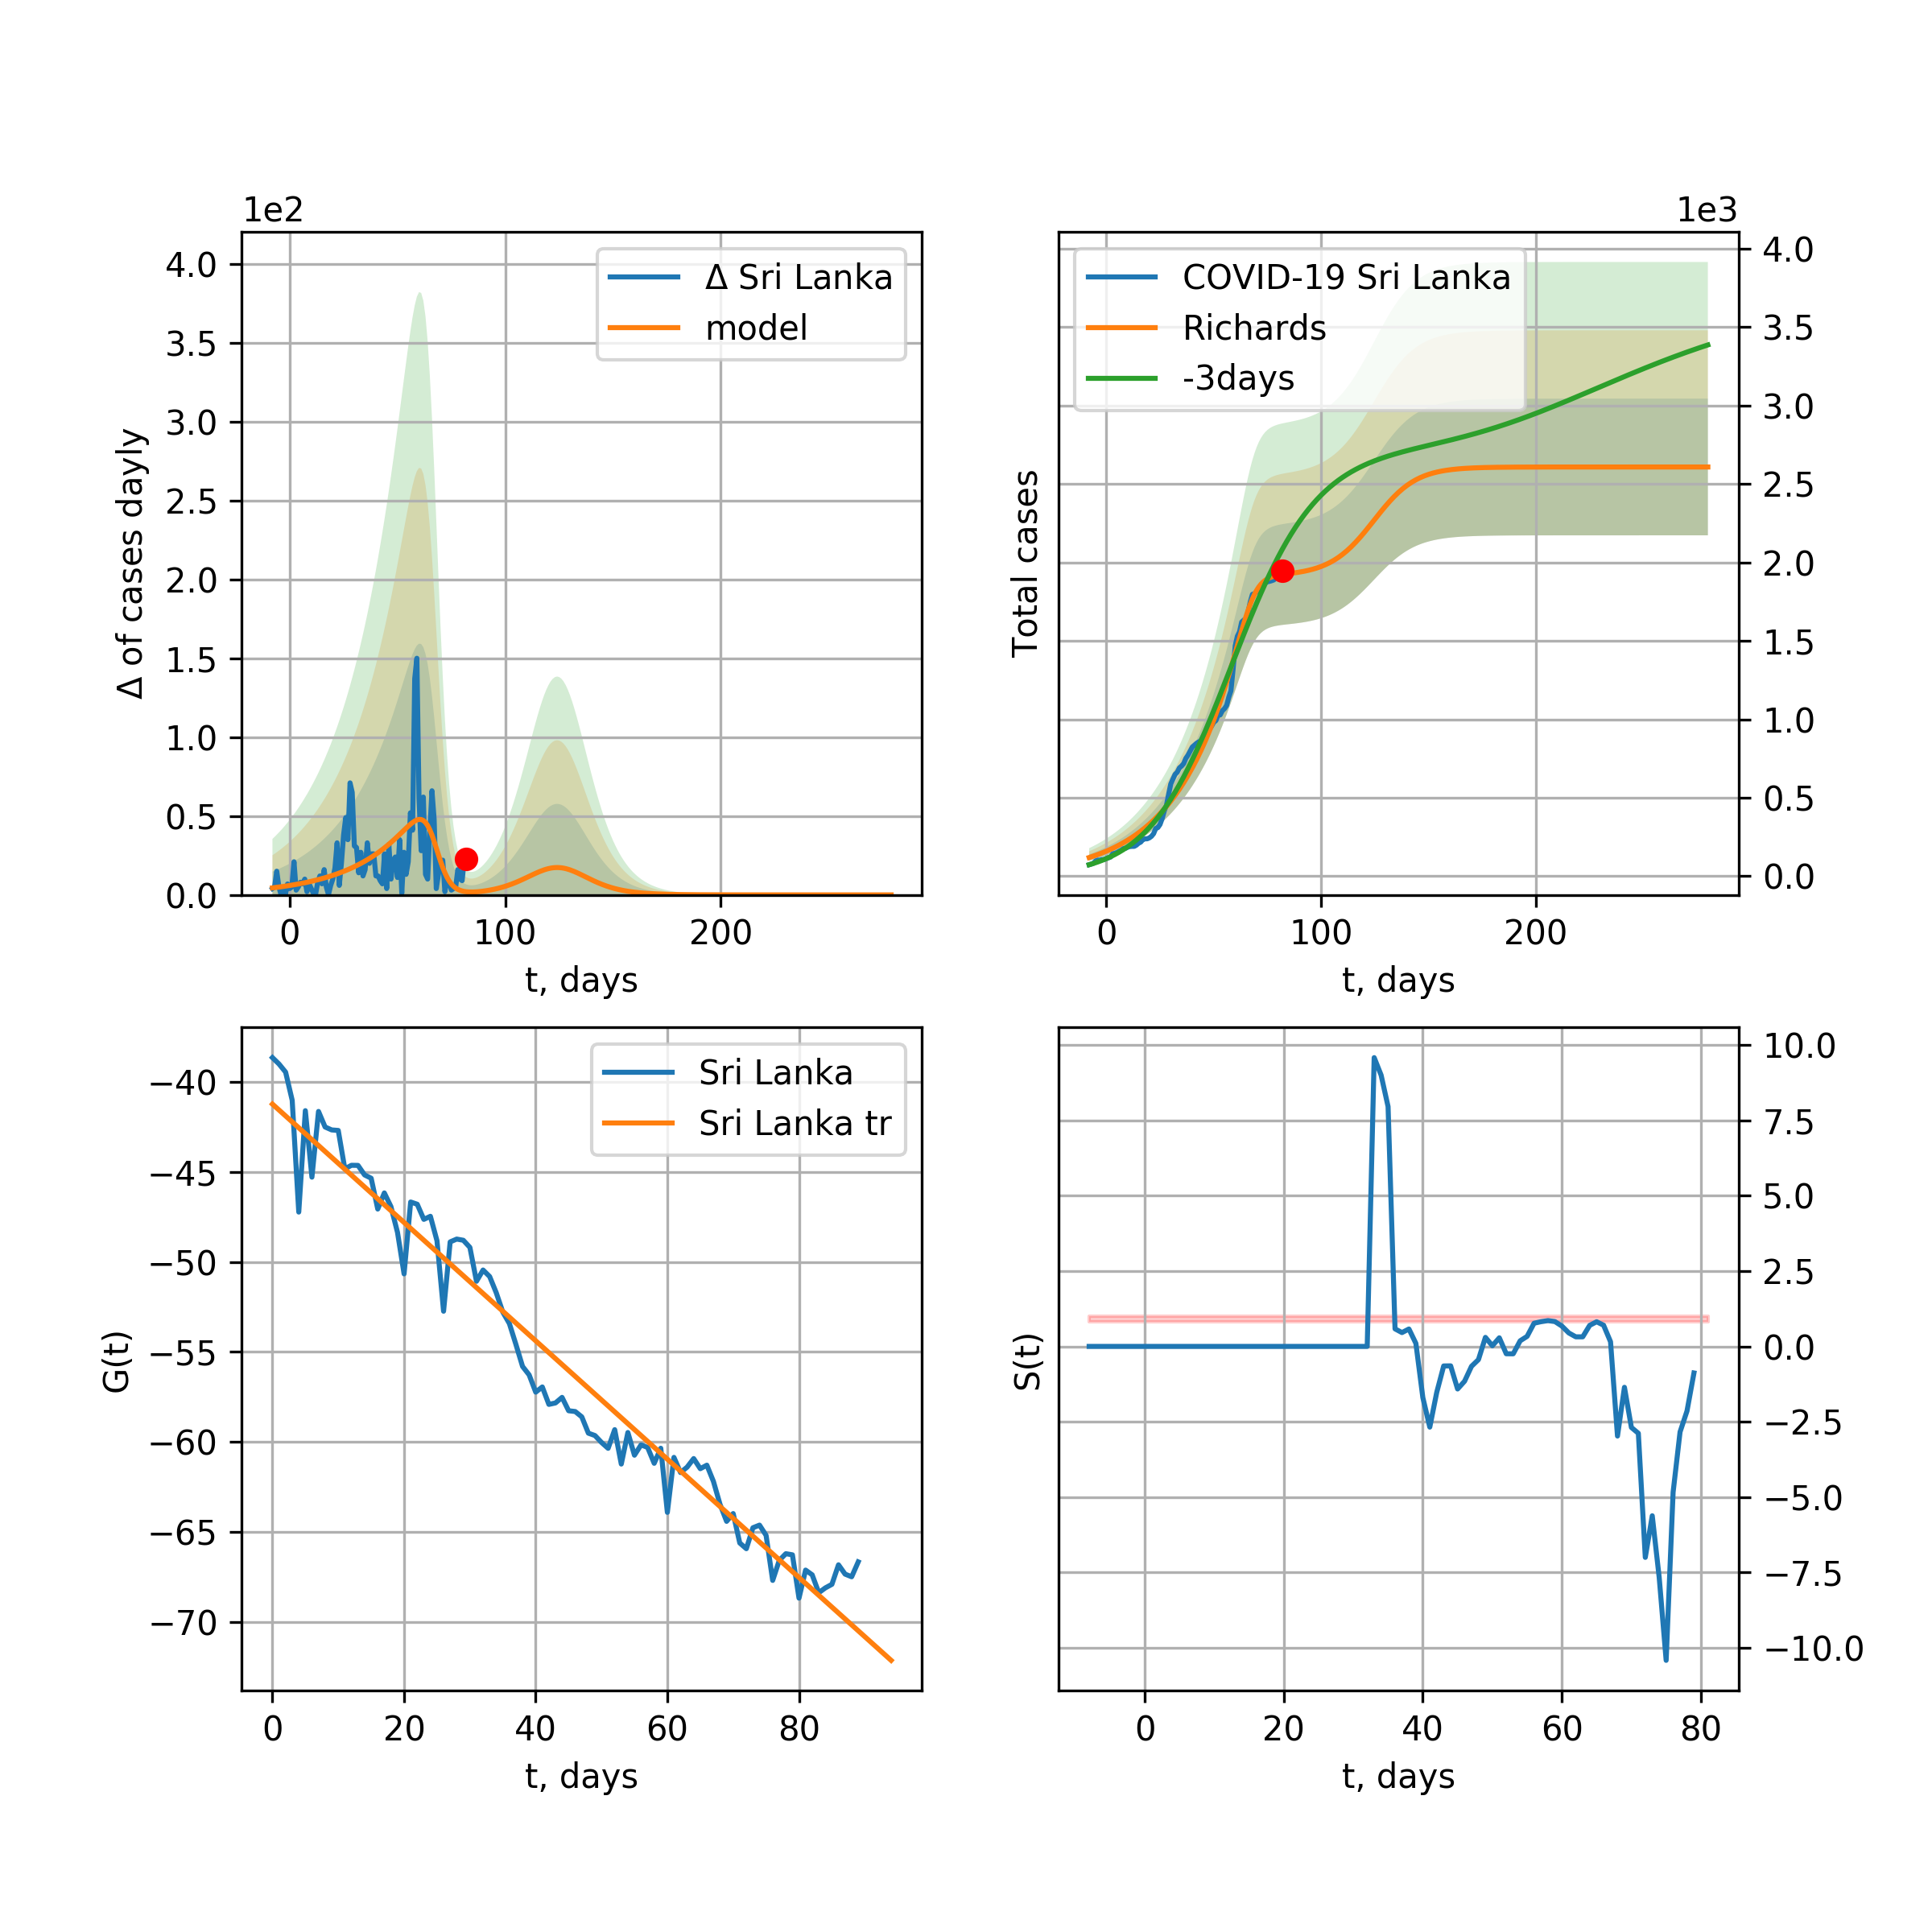 1e2
4.0
3.5
3.0
2.5
2.0
1.5
1.0
0.5
0.0
Δ of cases dayly
Δ Sri Lanka
model
0 100 200
t, days
1e3
4.0
3.5
3.0
2.5
2.0
1.5
1.0
0.5
0.0
Total cases
COVID-19 Sri Lanka
Richards
-3days
0 100 200
t, days
−40
−45
−50
−55
−60
−65
−70
G(t)
Sri Lanka
Sri Lanka tr
0 20 40 60 80
t, days
10.0
7.5
5.0
2.5
0.0
−2.5
−5.0
−7.5
−10.0
S(t)
0 20 40 60 80
t, days